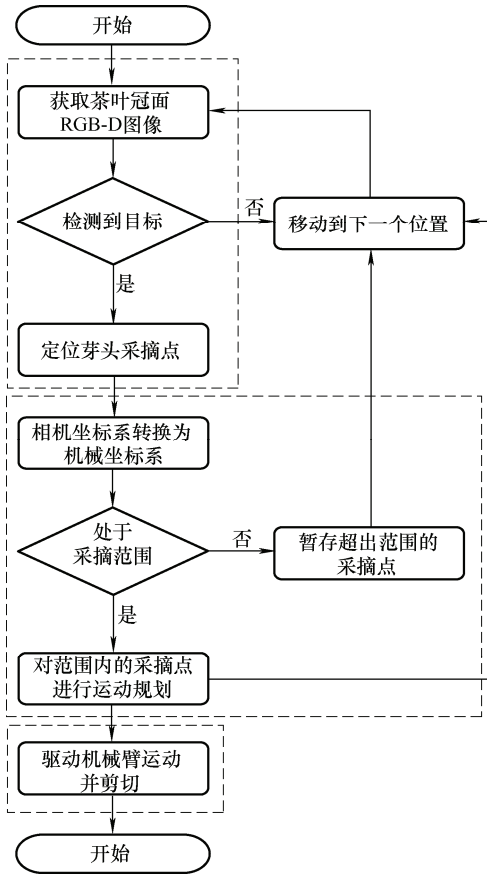 开始
获取茶叶冠面
RGB-D图像
检测到目标
否
移动到下一个位置
是
定位芽头采摘点
相机坐标系转换为
机械坐标系
处于
采摘范围
否
暂存超出范围的
采摘点
是
对范围内的采摘点
进行运动规划
驱动机械臂运动
并剪切
开始